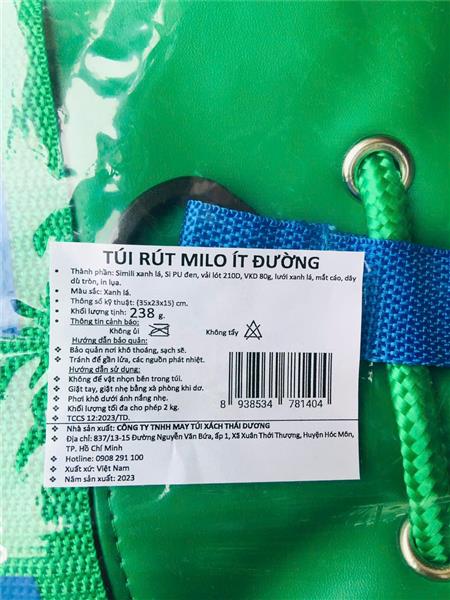 TÚI RÚT MILO ÍT ĐƯỜNG
Thành phần: Simili xanh lá, Si PU đen, vải lót 210D, VKD 80g, lưới xanh lá, mắt cáo, dây
dù tròn, in lụa.
Màu sắc: Xanh lá.
Thông số kỹ thuật: (35x23x15) cm.
Khối lượng tịnh: 238 g.
Thông tin cảnh báo:
Không ủi Không tẩy
Hướng dẫn bảo quản:
Bảo quản nơi khô thoáng, sạch sẽ.
Tránh để gần lửa, các nguồn phát nhiệt.
Hướng dẫn sử dụng:
Không để vật nhọn bên trong túi.
Giặt tay, giặt nhẹ bằng xà phòng khi dơ.
Phơi khô dưới ánh nắng nhẹ.
Khối lượng tối đa cho phép 2 kg.
TCCS 12:2023/TD.
8 938534 781404
Nhà sản xuất: CÔNG TY TNHH MAY TÚI XÁCH THÁI DƯƠNG
Địa chỉ: 837/13-15 Đường Nguyễn Văn Bứa, ấp 1, Xã Xuân Thới Thượng, Huyện Hóc Môn,
TP. Hồ Chí Minh
Hotline: 0908 291 100
Xuất xứ: Việt Nam
Năm sản xuất: 2023